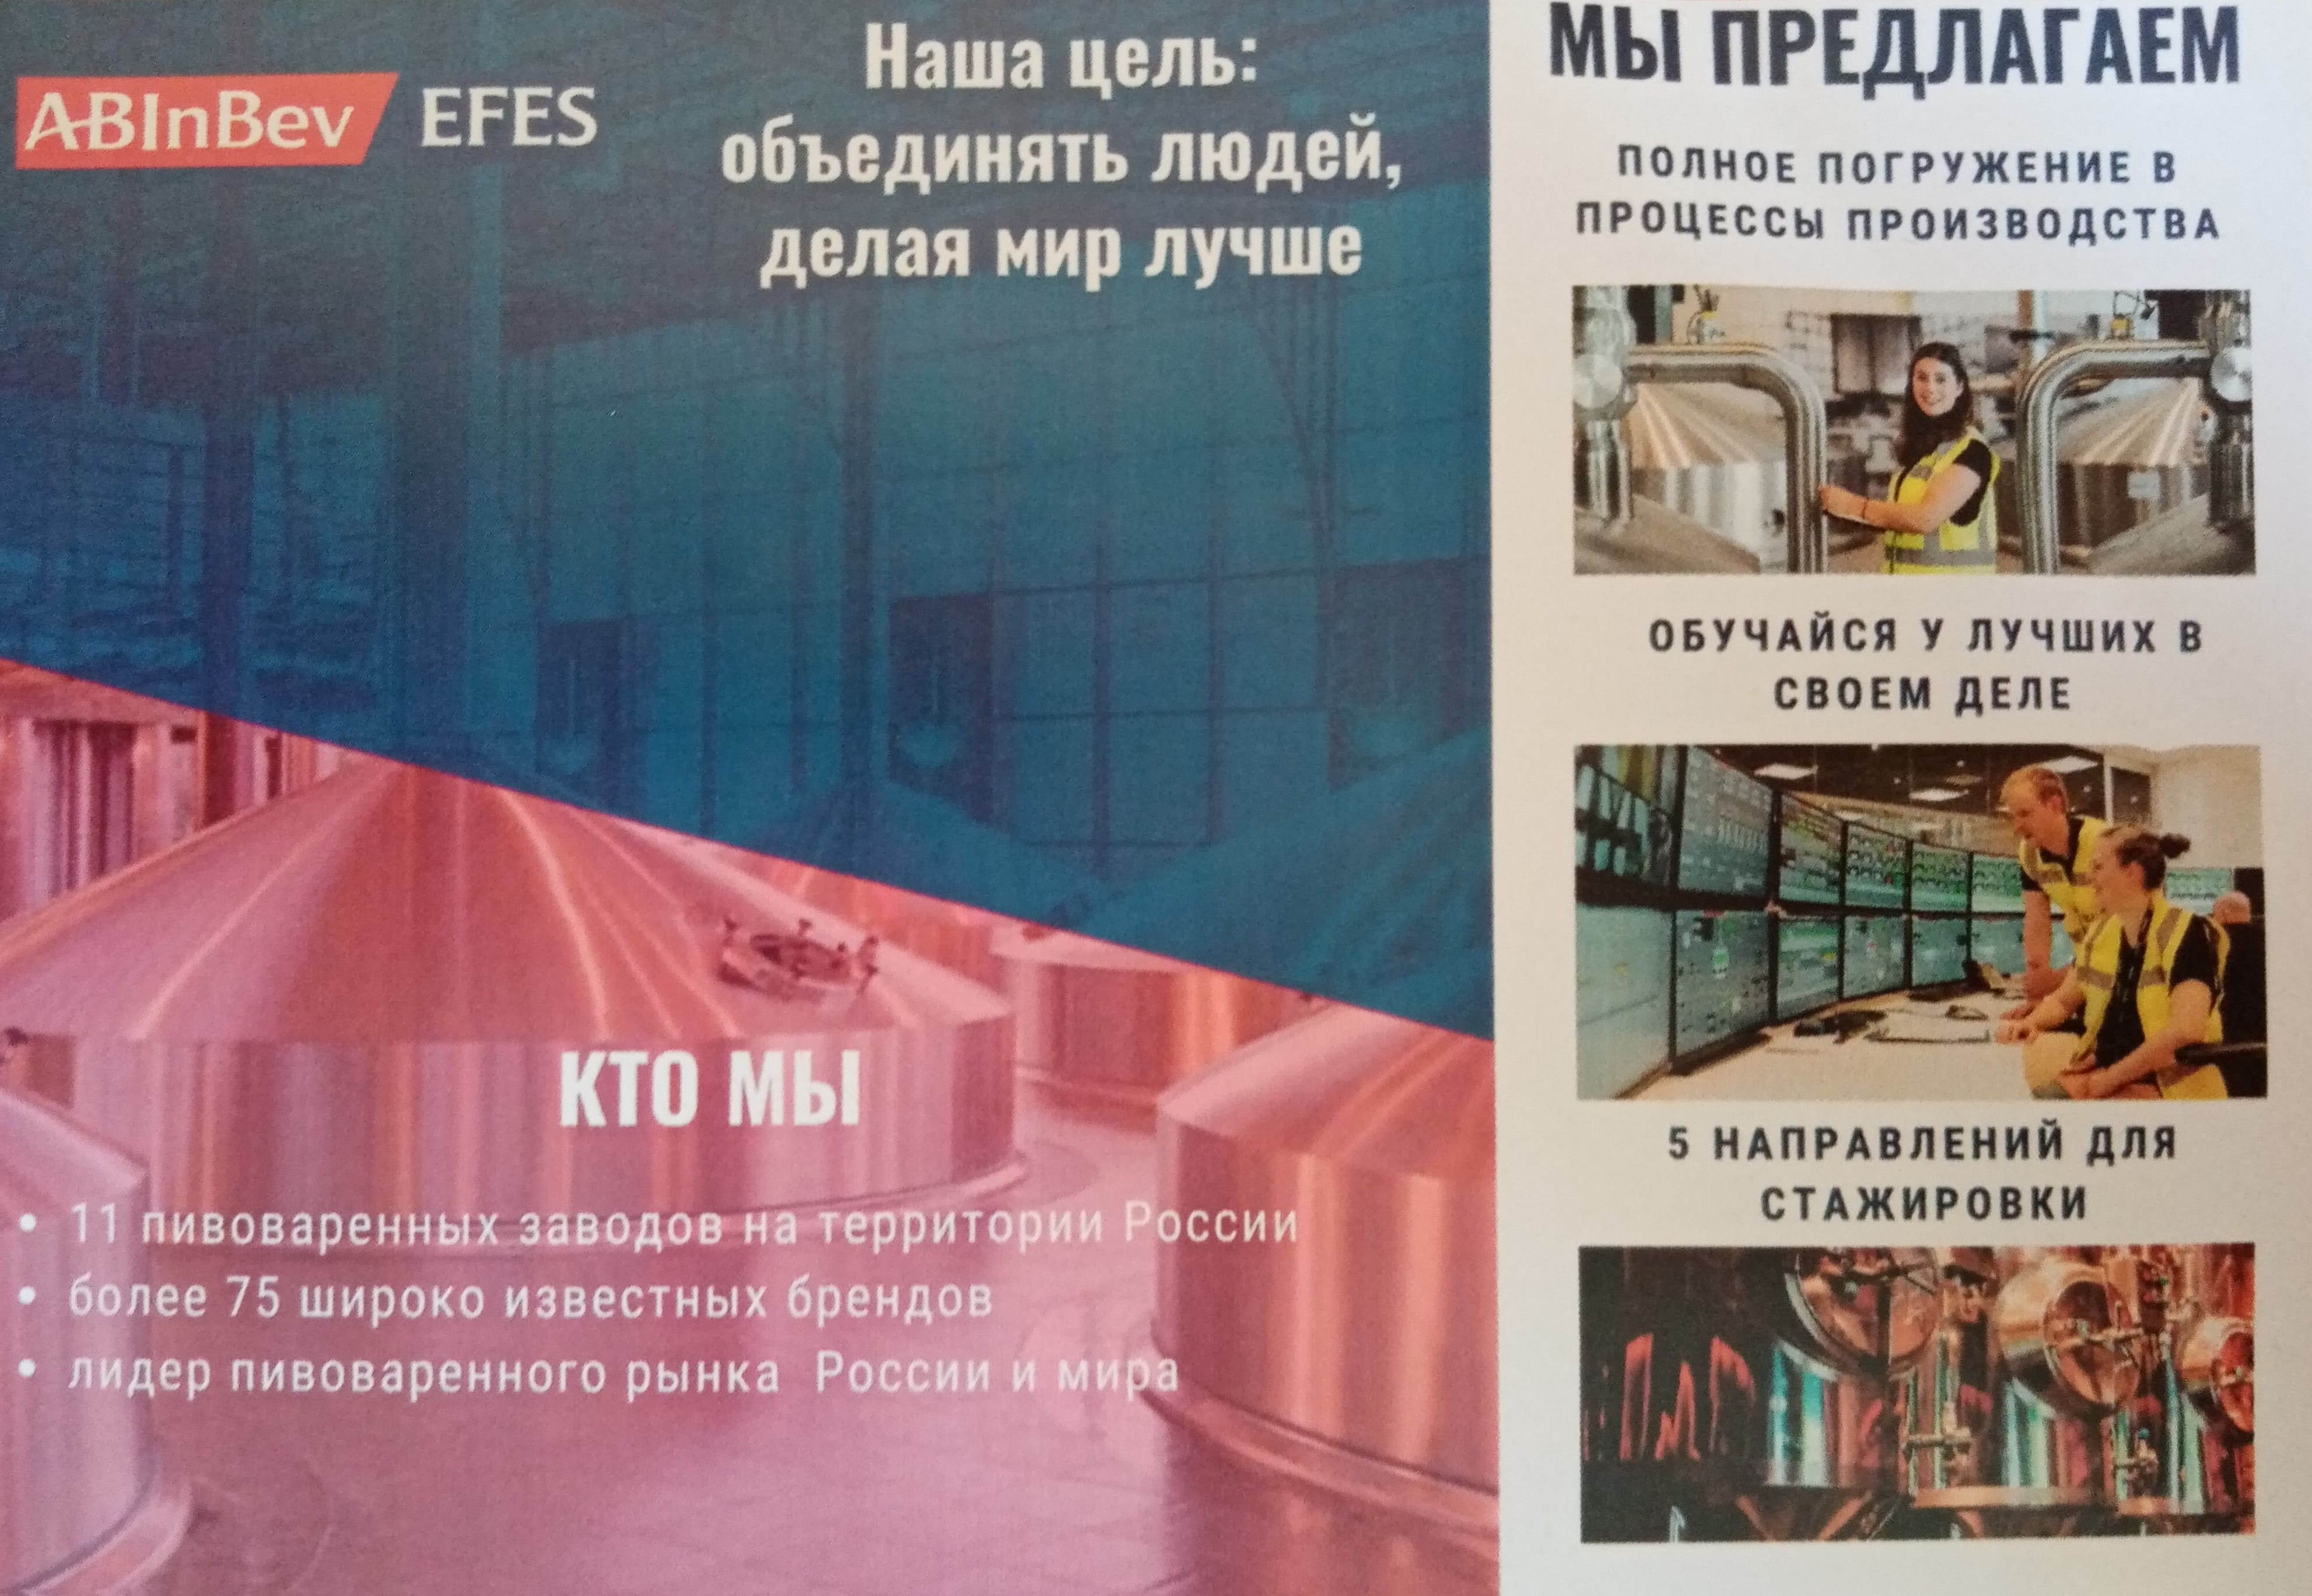 ABInBev EFES
Наша цель:
объединять людей,
делая мир лучше
КТО МЫ
• 11 пивоваренных заводов на территории России
• более 75 широко известных брендов
• лидер пивоваренного рынка России и мира
МЫ ПРЕДЛАГАЕМ
ПОЛНОЕ ПОГРУЖЕНИЕ В
ПРОЦЕССЫ ПРОИЗВОДСТВА
ОБУЧАЙСЯ У ЛУЧШИХ В
СВОЕМ ДЕЛЕ
5 НАПРАВЛЕНИЙ ДЛЯ
СТАЖИРОВКИ